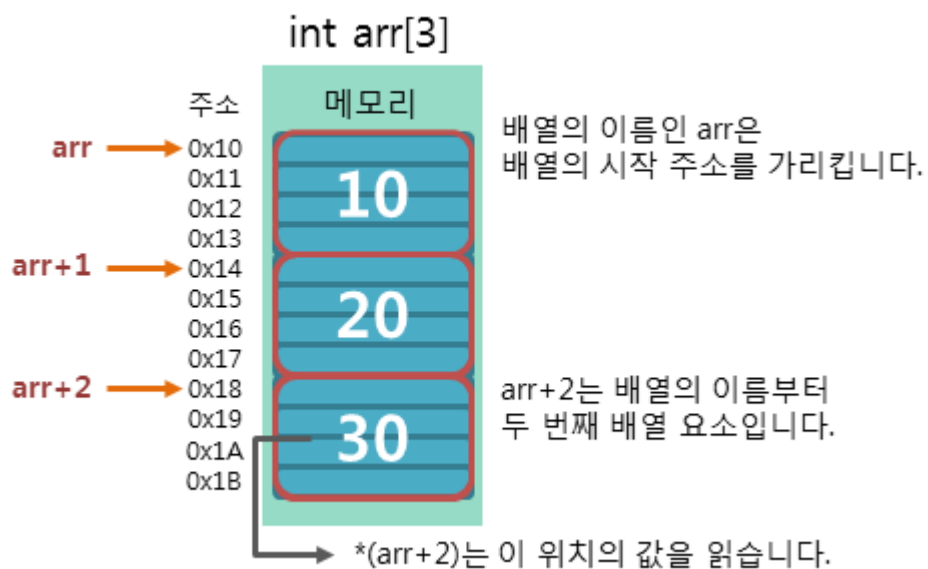 int arr[3]
주소
메모리
arr
0x10
0x11
0x12
0x13
10
배열의 이름인 arr은
배열의 시작 주소를 가리킵니다.
arr+1
0x14
0x15
0x16
0x17
20
arr+2
0x18
0x19
0x1A
0x1B
30
arr+2는 배열의 이름부터
두 번째 배열 요소입니다.
*(arr+2)는 이 위치의 값을 읽습니다.